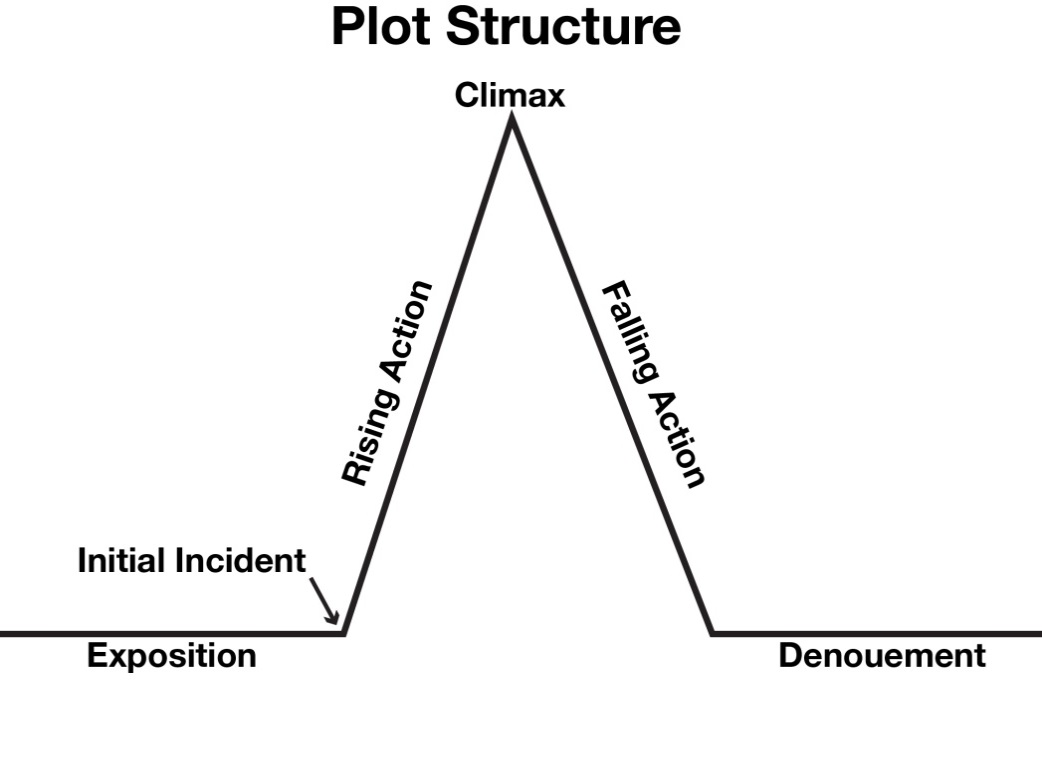 Plot Structure
Climax
Rising Action
Falling Action
Initial Incident
Exposition
Denouement